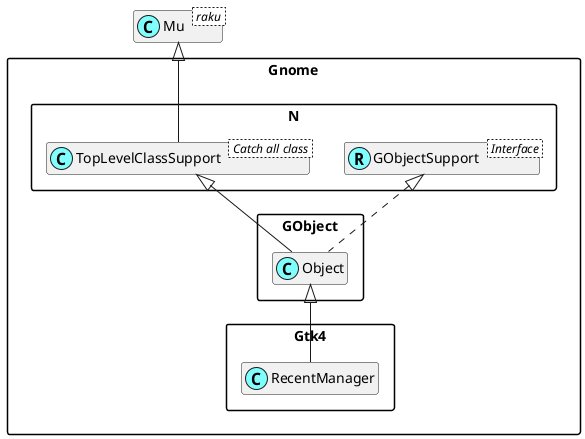 C Mu raku
Gnome
N
C TopLevelClassSupport Catch all class
R GObjectSupport Interface
GObject
C Object
Gtk4
C RecentManager